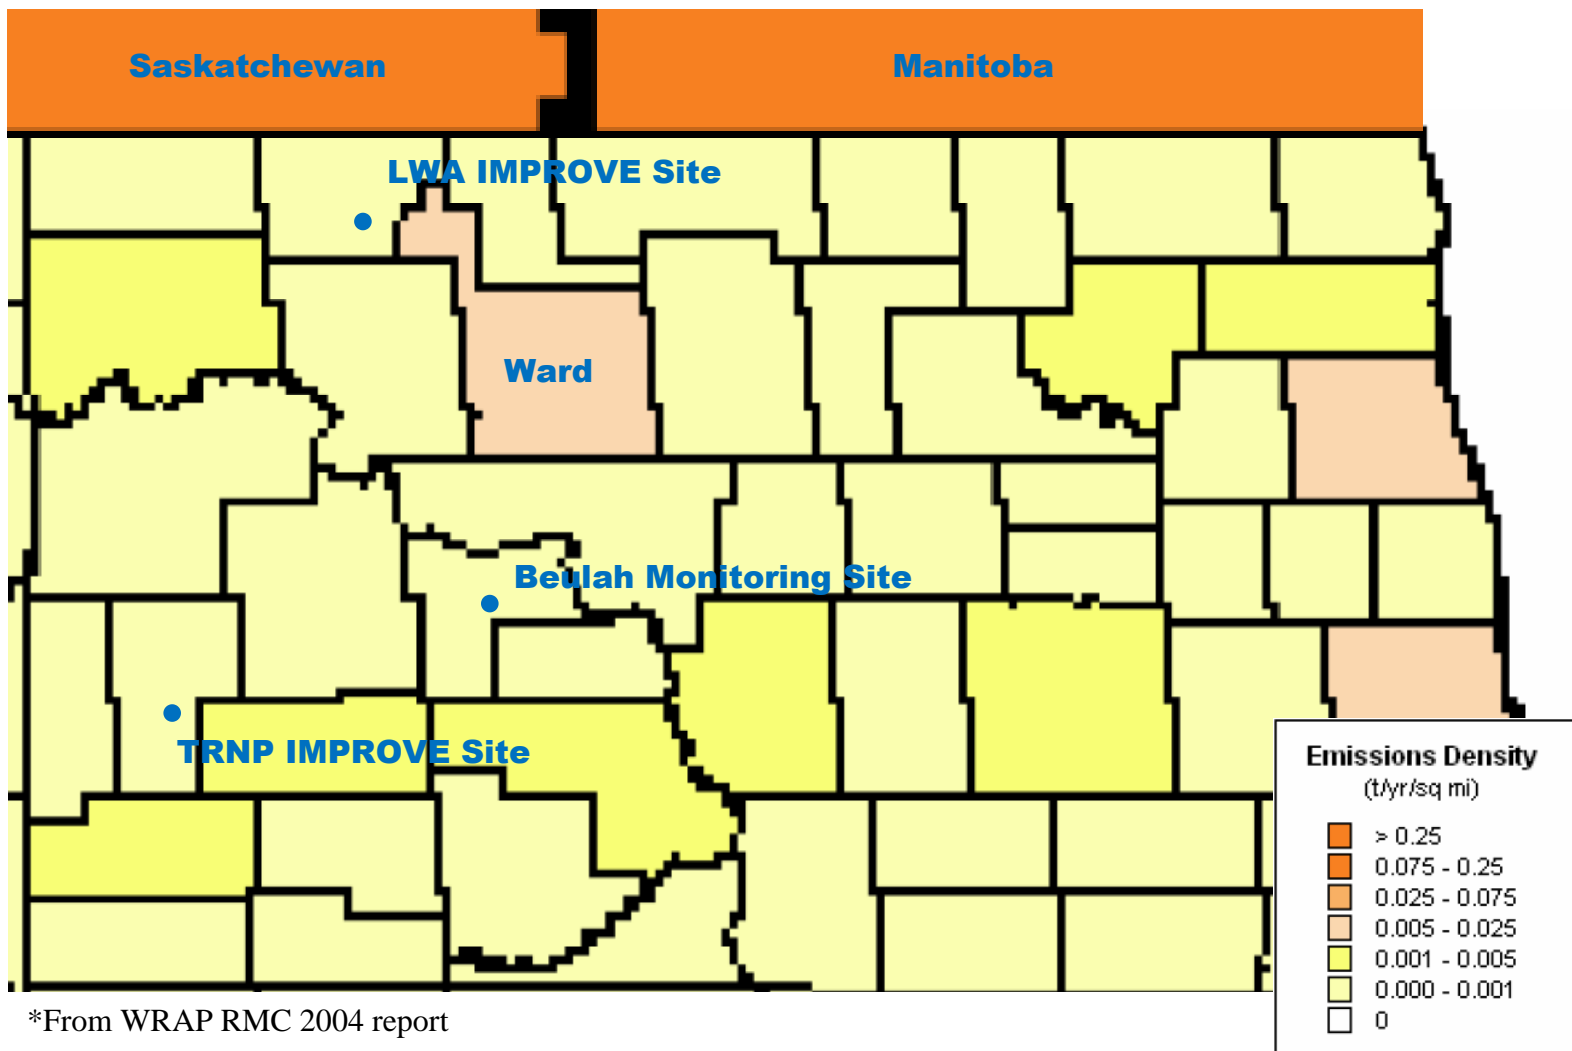 Saskatchewan
Manitoba
LWA IMPROVE Site
Ward
Beulah Monitoring Site
TRNP IMPROVE Site
Emissions Density
(t/yr/sq mi)
> 0.25
0.075 - 0.25
0.025 - 0.075
0.005 - 0.025
0.001 - 0.005
0.000 - 0.001
0
*From WRAP RMC 2004 report